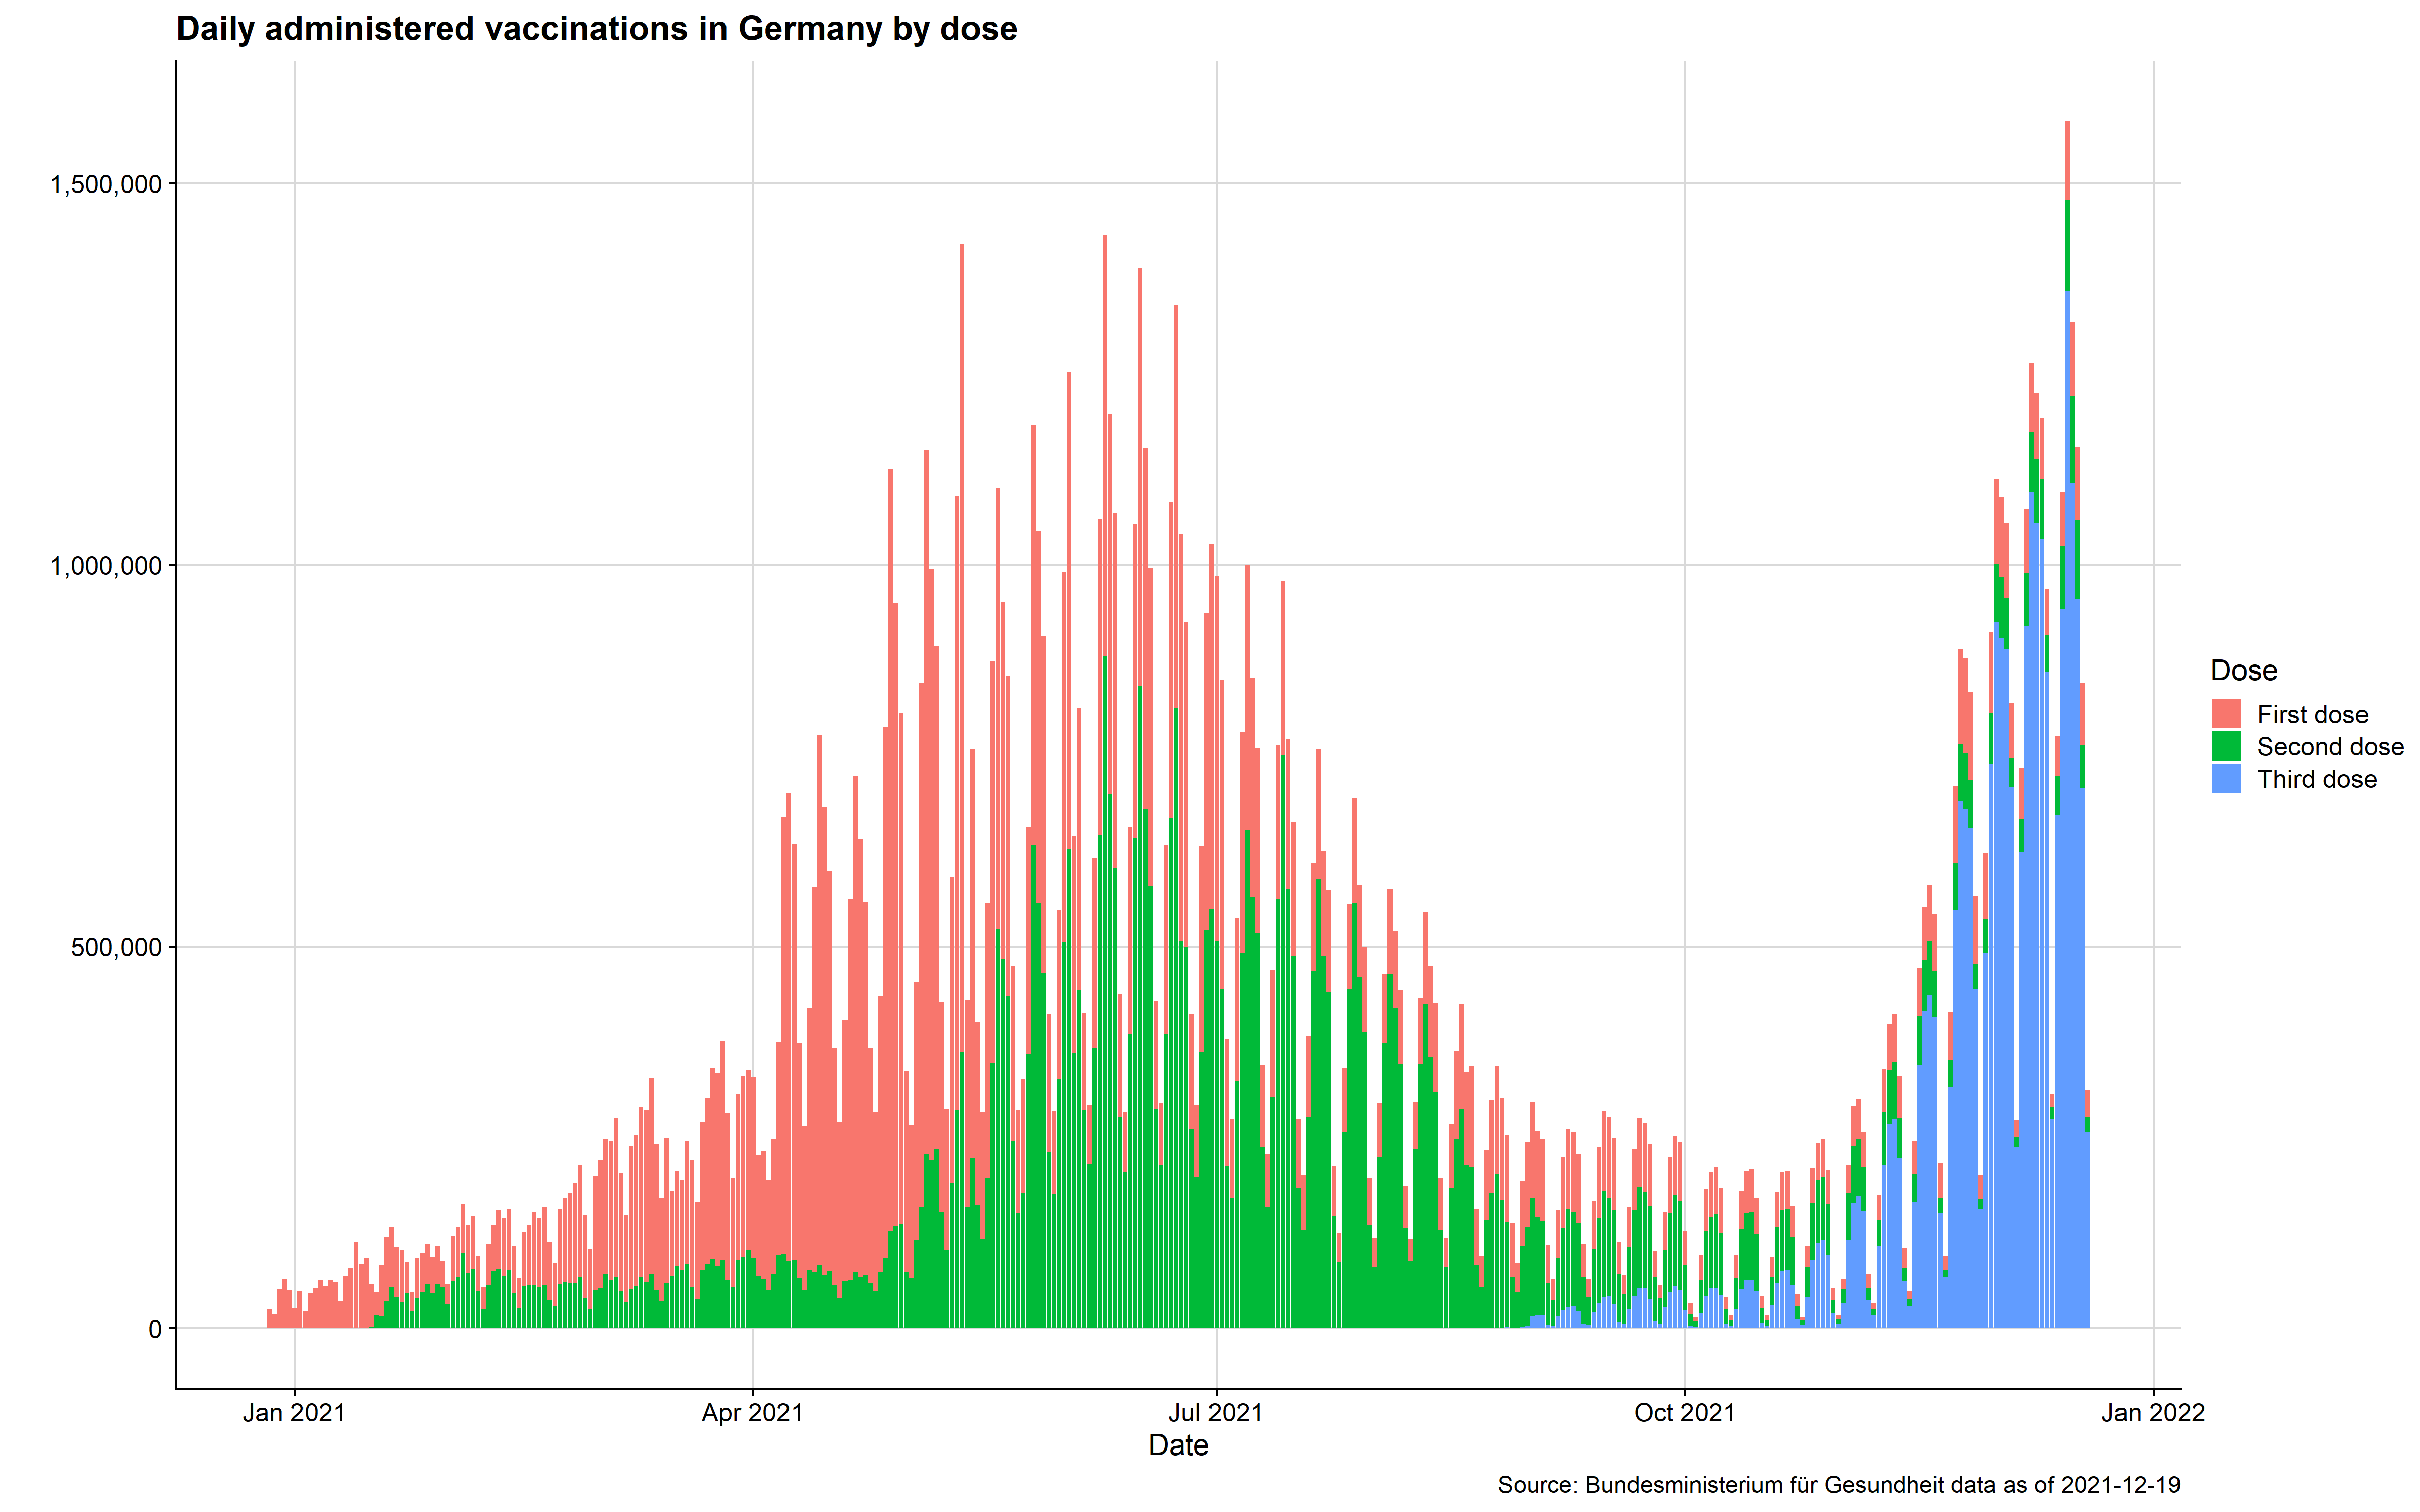 Daily administered vaccinations in Germany by dose
1,500,000
1,000,000
500,000
0
Jan 2021
Apr 2021
Jul 2021
Oct 2021
Jan 2022
Date
Dose
First dose
Second dose
Third dose
Source: Bundesministerium für Gesundheit data as of 2021-12-19